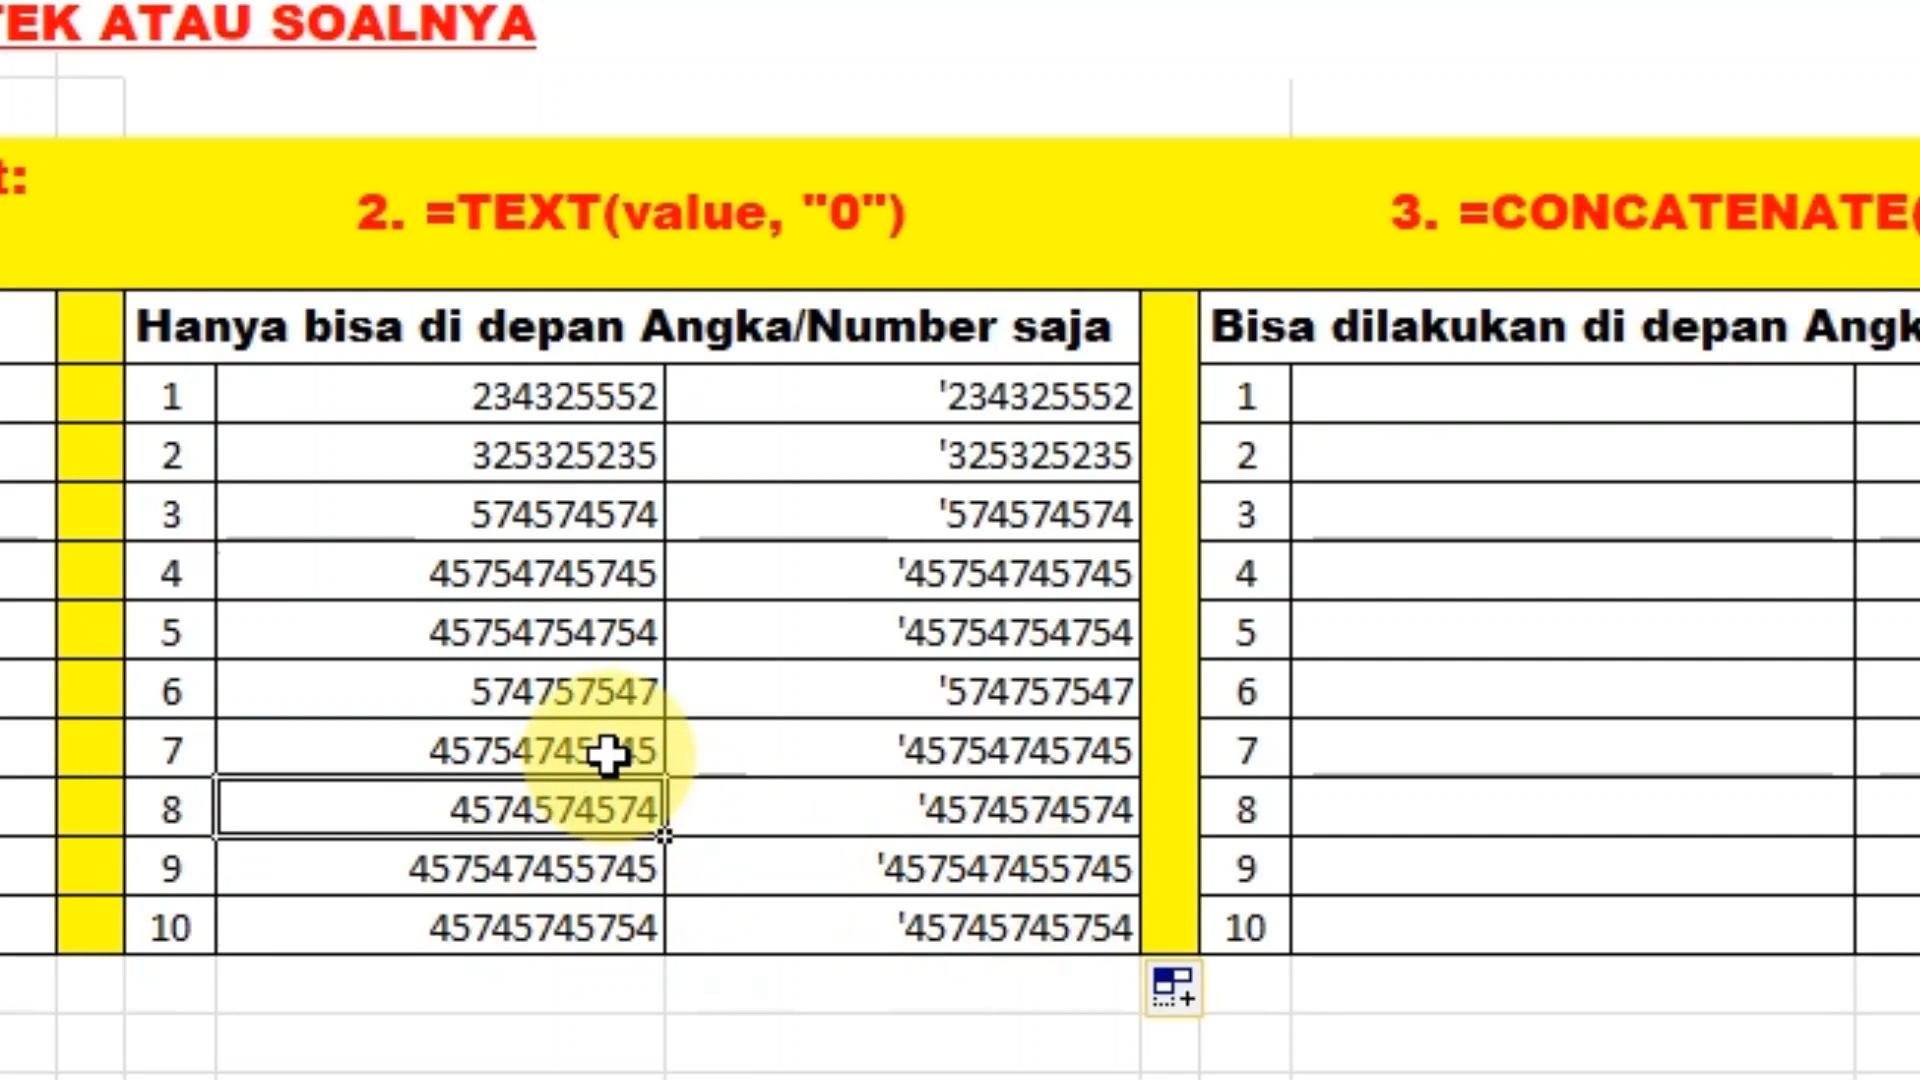 TEK ATAU SOALNYA
t:
2. =TEXT(value, "0")
3. =CONCATENATE(
Hanya bisa di depan Angka/Number saja
Bisa dilakukan di depan Angk
1 234325552 '234325552 1
2 325325235 '325325235 2
3 574574574 '574574574 3
4 45754745745 '45754745745 4
5 45754754754 '45754754754 5
6 574757547 '574757547 6
7 45754745745 '45754745745 7
8 4574574574 '4574574574 8
9 457547455745 '457547455745 9
10 45745745754 '45745745754 10